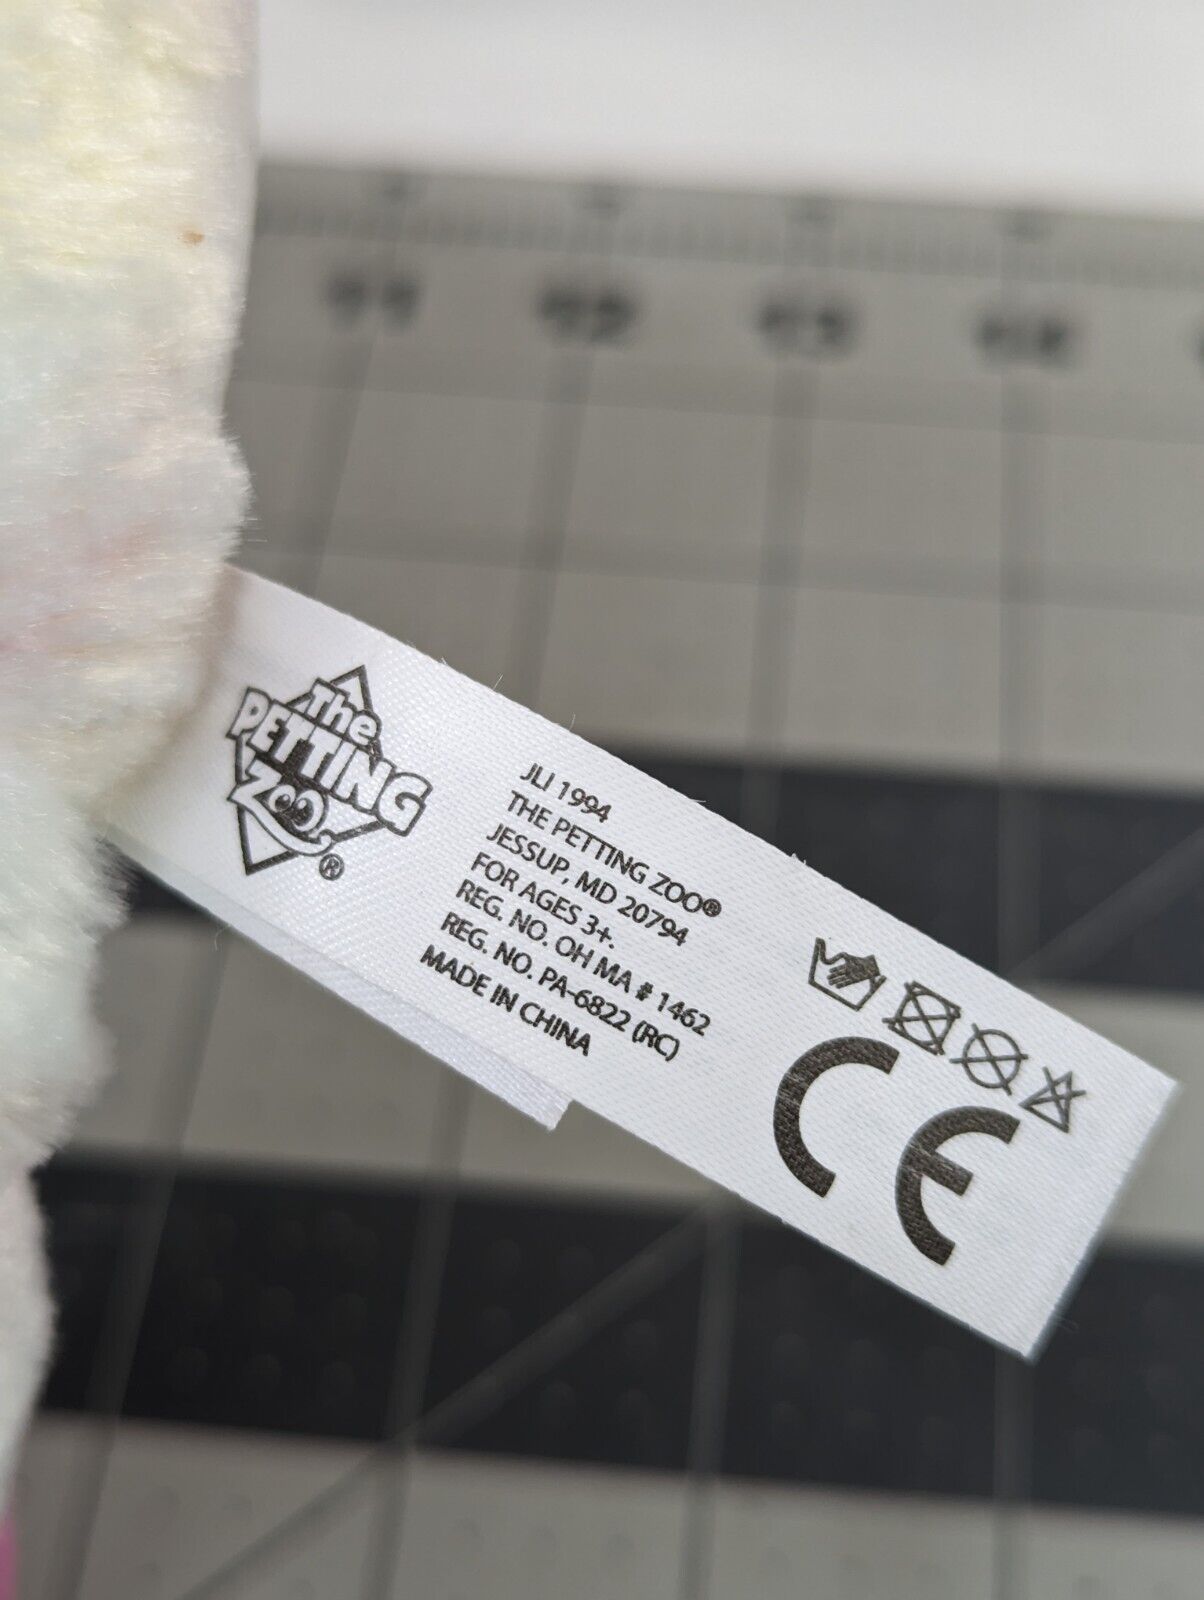 The
PETTING
Zoo®
JLI 1994
THE PETTING ZOO®
JESSUP, MD 20794
FOR AGES 3+.
REG. NO. OH MA # 1462
REG. NO. PA-6822 (RC)
MADE IN CHINA
CE